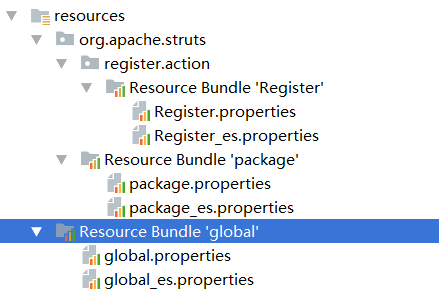 resources
org.apache.struts
register.action
Resource Bundle 'Register'
Register.properties
Register_es.properties
Resource Bundle 'package'
package.properties
package_es.properties
Resource Bundle 'global'
global.properties
global_es.properties